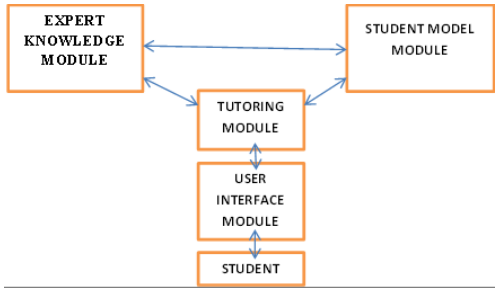 EXPERT
KNOWLEDGE
MODULE
STUDENT MODEL
MODULE
TUTORING
MODULE
USER
INTERFACE
MODULE
STUDENT